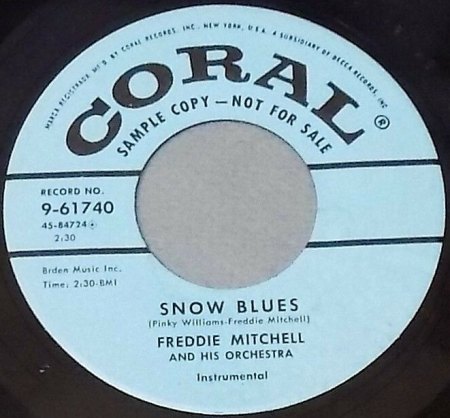 MARCA REGISTRADA MF'D BY CORAL RECORDS, INC., NEW YORK, U.S.A. A SUBSIDIARY OF DECCA RECORDS, INC.
CORAL ®
SAMPLE COPY — NOT FOR SALE
RECORD NO.
9-61740
45-84724
2:30
Brden Music Inc.
Time: 2:30-BMI
SNOW BLUES
(Pinky Williams-Freddie Mitchell)
FREDDIE MITCHELL
AND HIS ORCHESTRA
Instrumental